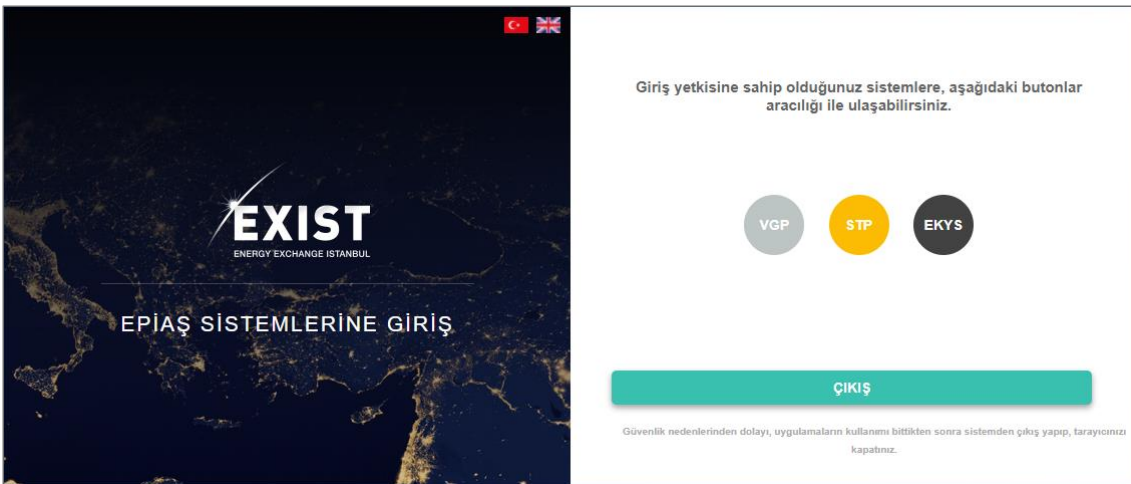 EXIST
ENERGY EXCHANGE ISTANBUL
EPİAŞ SİSTEMLERİNE GİRİŞ
Giriş yetkisine sahip olduğunuz sistemlere, aşağıdaki butonlar
aracılığı ile ulaşabilirsiniz.
VGP
STP
EKYS
ÇIKIŞ
Güvenlik nedenlerinden dolayı, uygulamaların kullanımı bittikten sonra sistemden çıkış yapıp, tarayıcınızı
kapatınız.